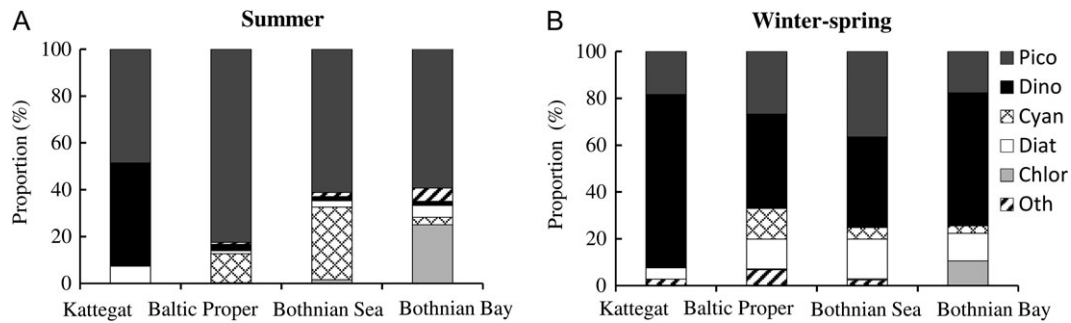 A
Summer
100
80
60
40
20
0
Proportion (%)
Kattegat Baltic Proper Bothnian Sea Bothnian Bay
B
Winter-spring
100
80
60
40
20
0
Proportion (%)
Kattegat Baltic Proper Bothnian Sea Bothnian Bay
Pico
Dino
Cyan
Diat
Chlor
Oth